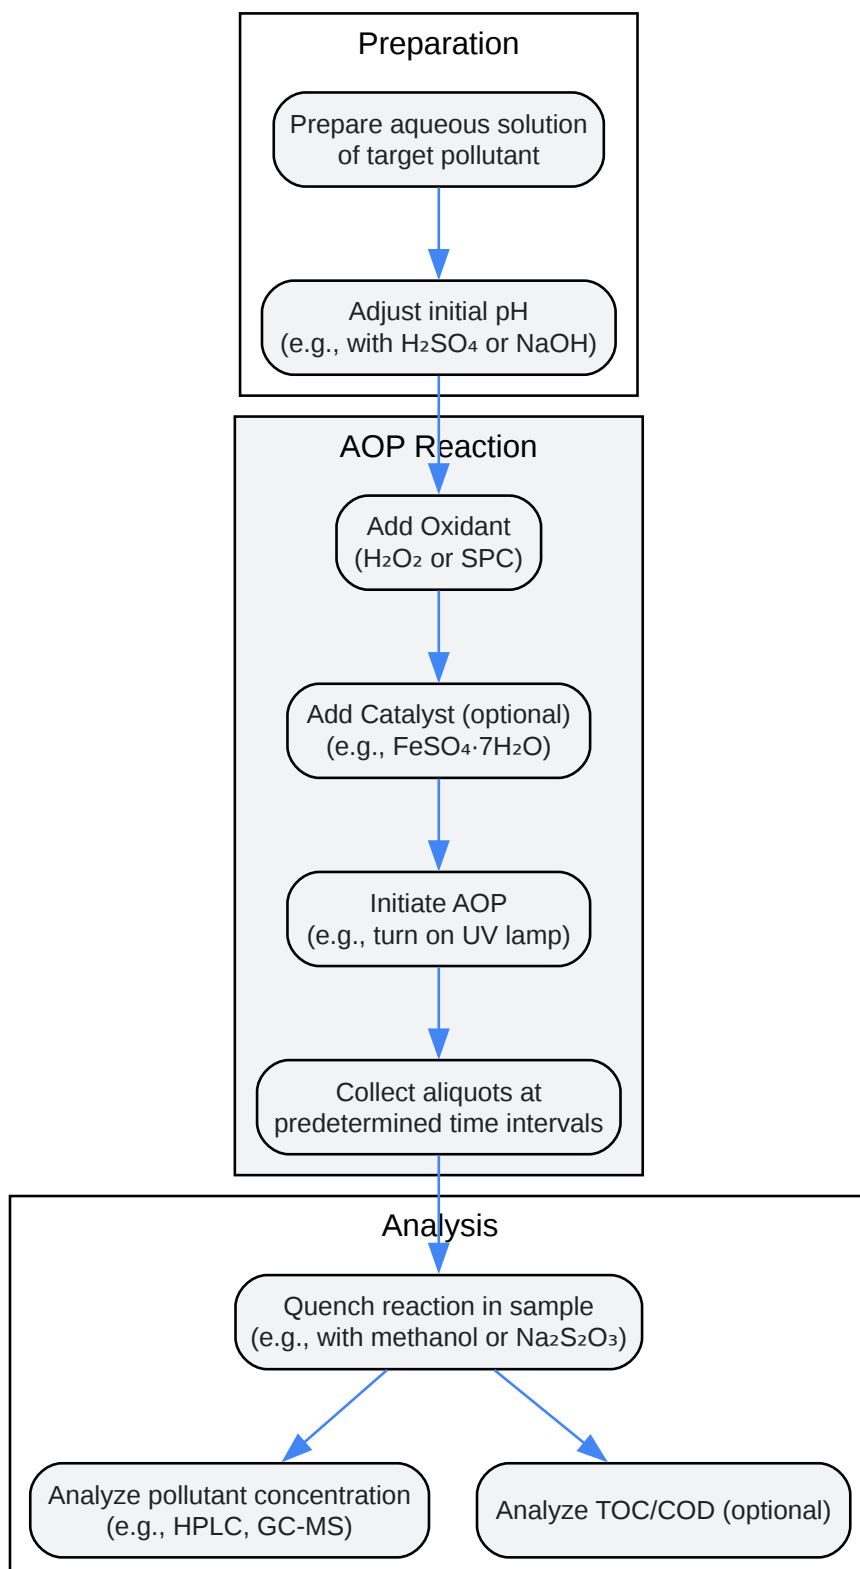 Preparation
Prepare aqueous solution
of target pollutant
Adjust initial pH
(e.g., with H₂SO₄ or NaOH)
AOP Reaction
Add Oxidant
(H₂O₂ or SPC)
Add Catalyst (optional)
(e.g., FeSO₄·7H₂O)
Initiate AOP
(e.g., turn on UV lamp)
Collect aliquots at
predetermined time intervals
Analysis
Quench reaction in sample
(e.g., with methanol or Na₂S₂O₃)
Analyze pollutant concentration
(e.g., HPLC, GC-MS)
Analyze TOC/COD (optional)